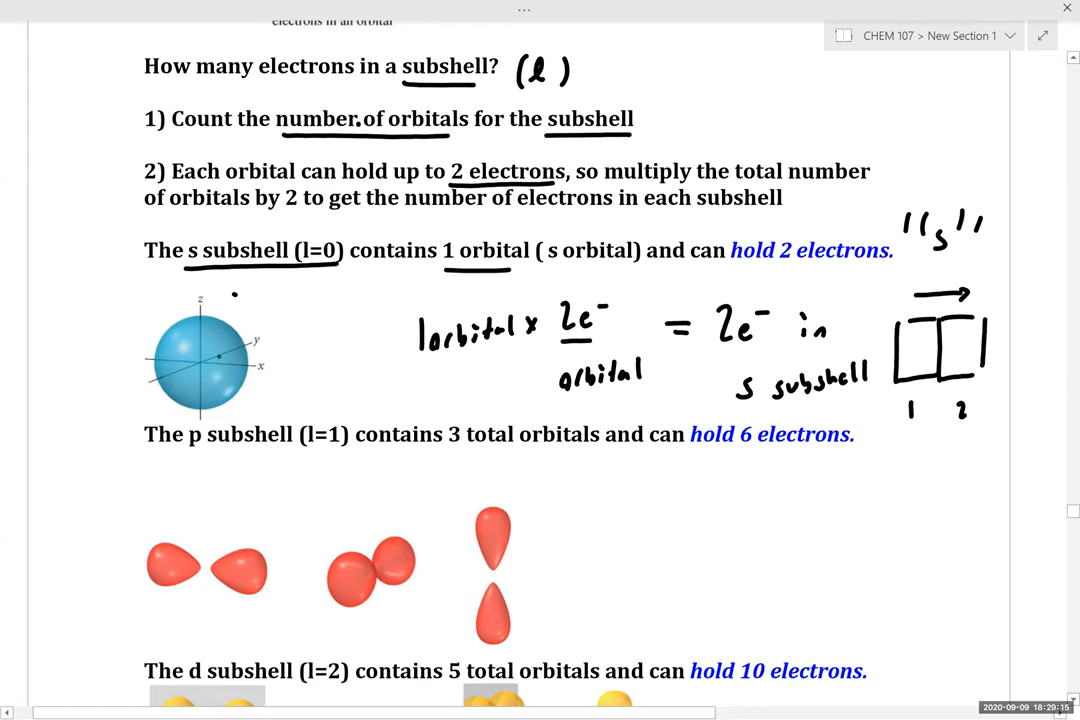 electrons in an orbital
CHEM 107 > New Section 1
How many electrons in a subshell? (l)
1) Count the number of orbitals for the subshell
2) Each orbital can hold up to 2 electrons, so multiply the total number
of orbitals by 2 to get the number of electrons in each subshell
The s subshell (l=0) contains 1 orbital ( s orbital) and can hold 2 electrons.
"s"
z
y
x
1 orbital x 2e⁻ = 2e⁻ in
orbital s subshell
1 2
The p subshell (l=1) contains 3 total orbitals and can hold 6 electrons.
The d subshell (l=2) contains 5 total orbitals and can hold 10 electrons.
2020-09-09 18:29:15